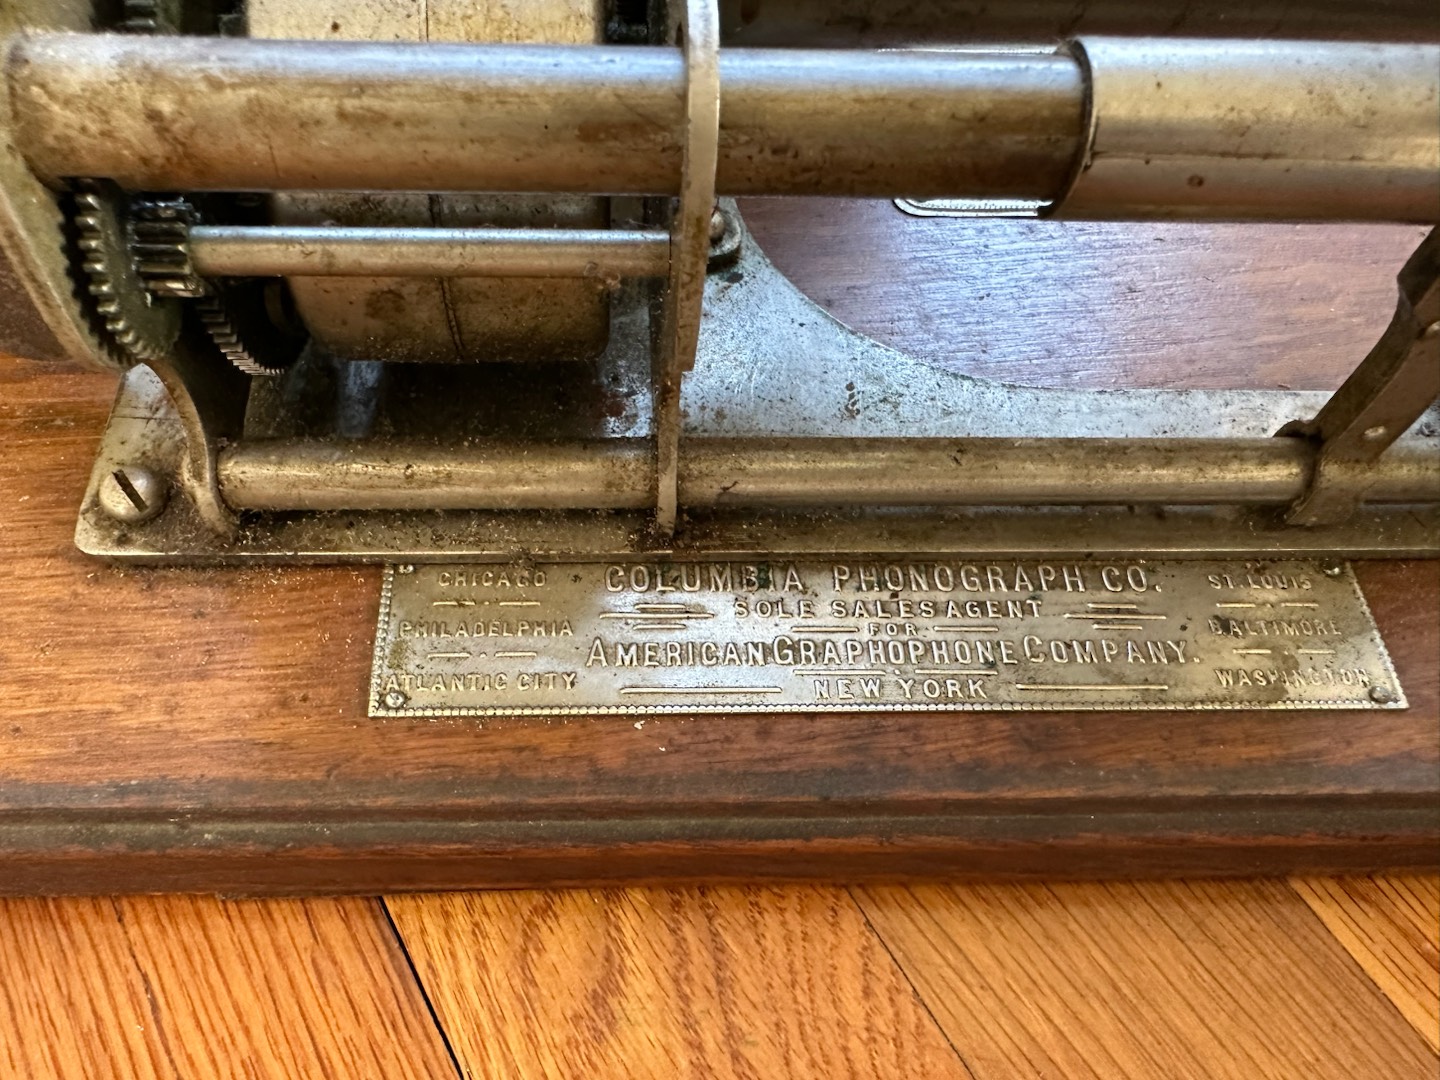 CHICAGO
PHILADELPHIA
ATLANTIC CITY
COLUMBIA PHONOGRAPH CO.
SOLE SALES AGENT
FOR
AMERICAN GRAPHOPHONE COMPANY.
NEW YORK
ST. LOUIS
BALTIMORE
WASHINGTON